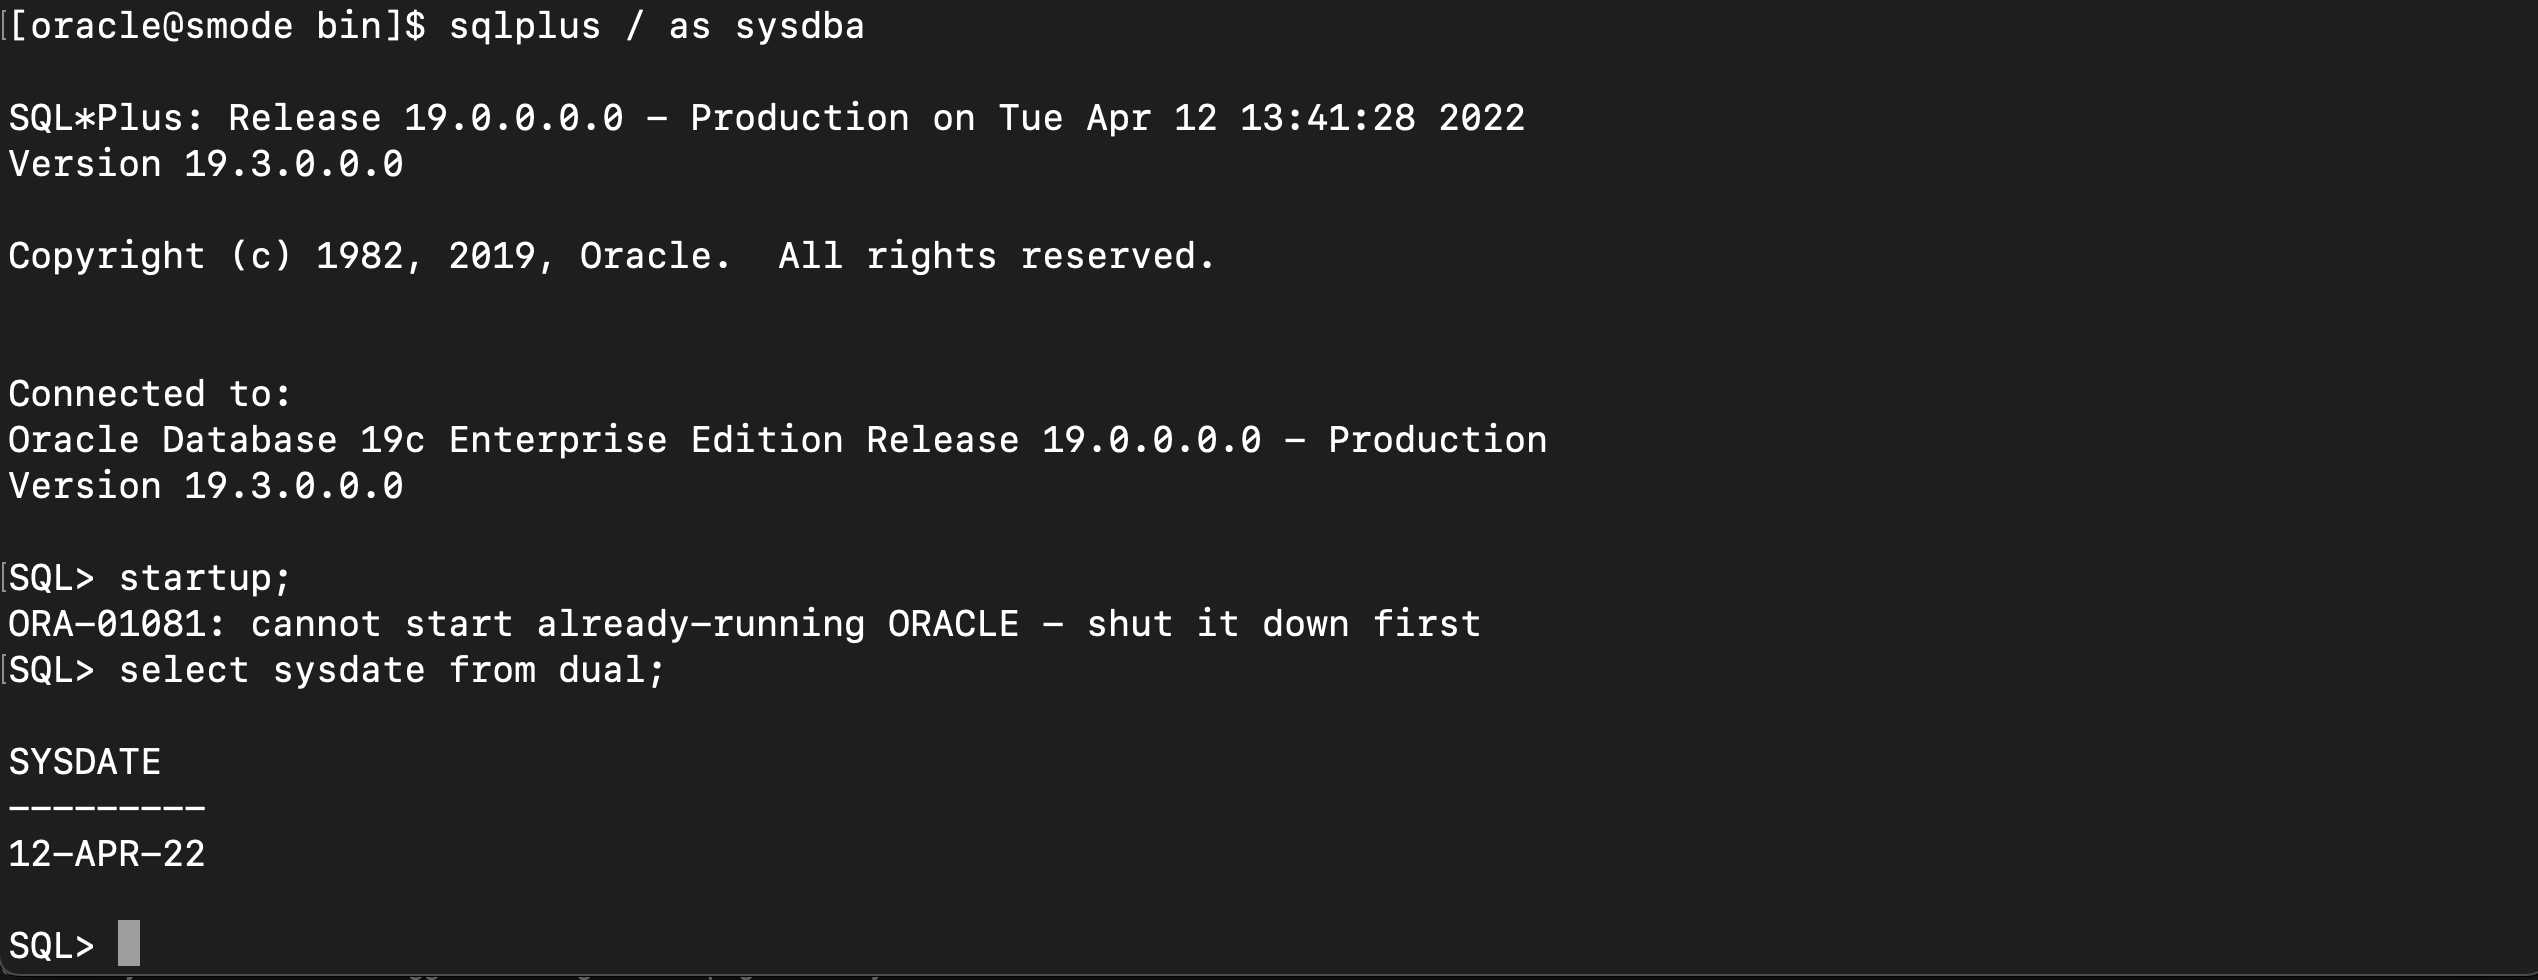 [[oracle@smode bin]$ sqlplus / as sysdba
SQL*Plus: Release 19.0.0.0.0 – Production on Tue Apr 12 13:41:28 2022
Version 19.3.0.0.0
Copyright (c) 1982, 2019, Oracle.  All rights reserved.
Connected to:
Oracle Database 19c Enterprise Edition Release 19.0.0.0.0 – Production
Version 19.3.0.0.0
[SQL> startup;
ORA–01081: cannot start already–running ORACLE – shut it down first
[SQL> select sysdate from dual;
SYSDATE
–––––––––
12–APR–22
SQL>